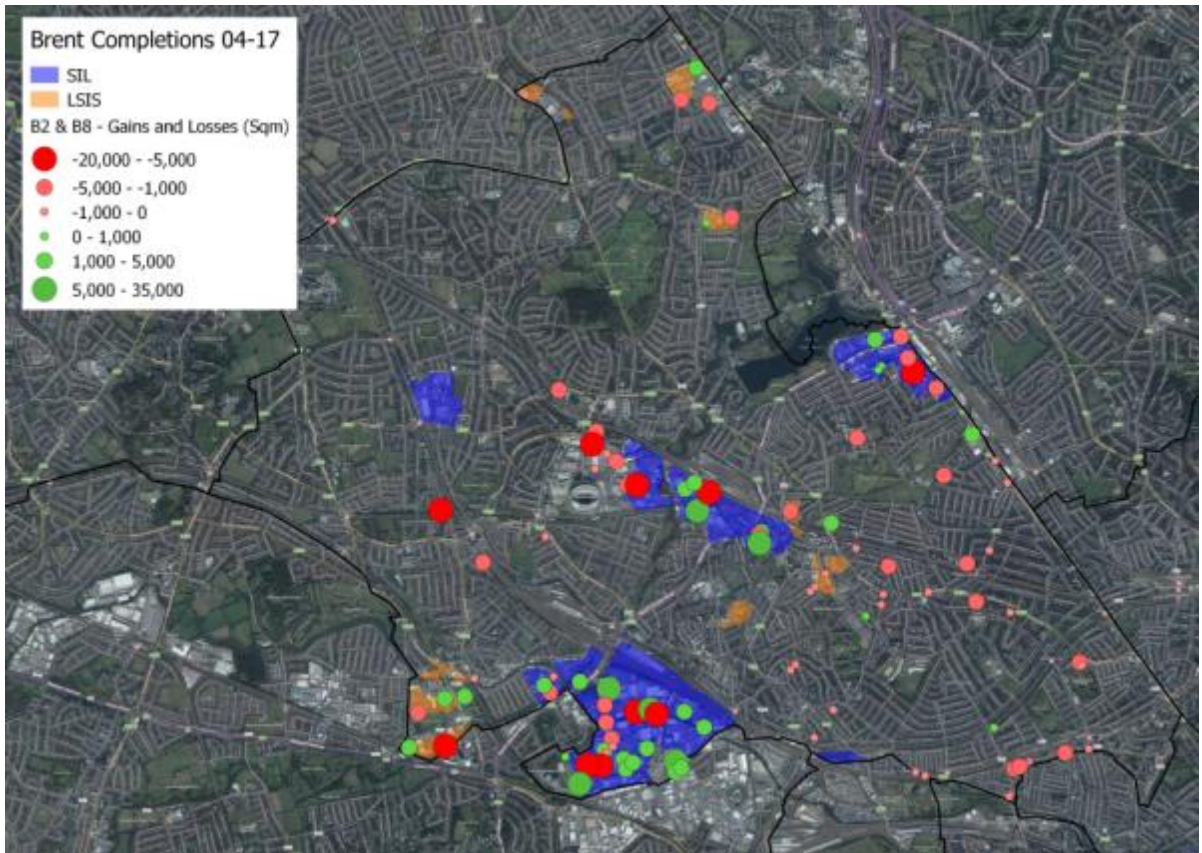 Brent Completions 04-17
SIL
LSIS
B2 & B8 - Gains and Losses (Sqm)
-20,000 - -5,000
-5,000 - -1,000
-1,000 - 0
0 - 1,000
1,000 - 5,000
5,000 - 35,000